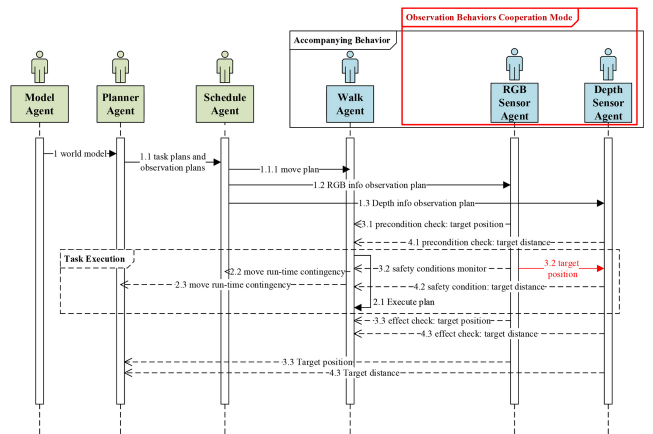 Observation Behaviors Cooperation Mode
Accompanying Behavior
Model
Agent
Planner
Agent
Schedule
Agent
Walk
Agent
RGB
Sensor
Agent
Depth
Sensor
Agent
1 world model
1.1 task plans and
observation plans
1.1.1 move plan
1.2 RGB info observation plan
1.3 Depth info observation plan
3.1 precondition check: target position
4.1 precondition check: target distance
Task Execution
2.2 move run-time contingency
3.2 safety conditions monitor
3.2 target
position
2.3 move run-time contingency
4.2 safety condition: target distance
2.1 Execute plan
3.3 effect check: target position
4.3 effect check: target distance
3.3 Target position
4.3 Target distance